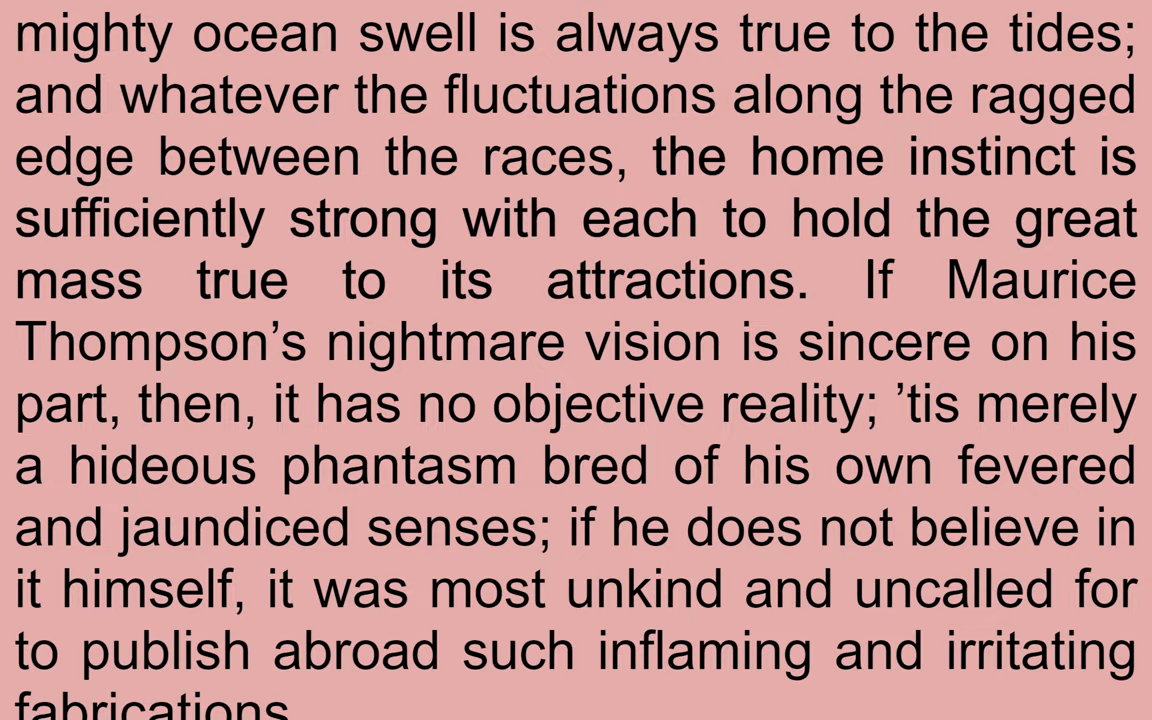 mighty ocean swell is always true to the tides;
and whatever the fluctuations along the ragged
edge between the races, the home instinct is
sufficiently strong with each to hold the great
mass true to its attractions. If Maurice
Thompson’s nightmare vision is sincere on his
part, then, it has no objective reality; ’tis merely
a hideous phantasm bred of his own fevered
and jaundiced senses; if he does not believe in
it himself, it was most unkind and uncalled for
to publish abroad such inflaming and irritating
fabrications.